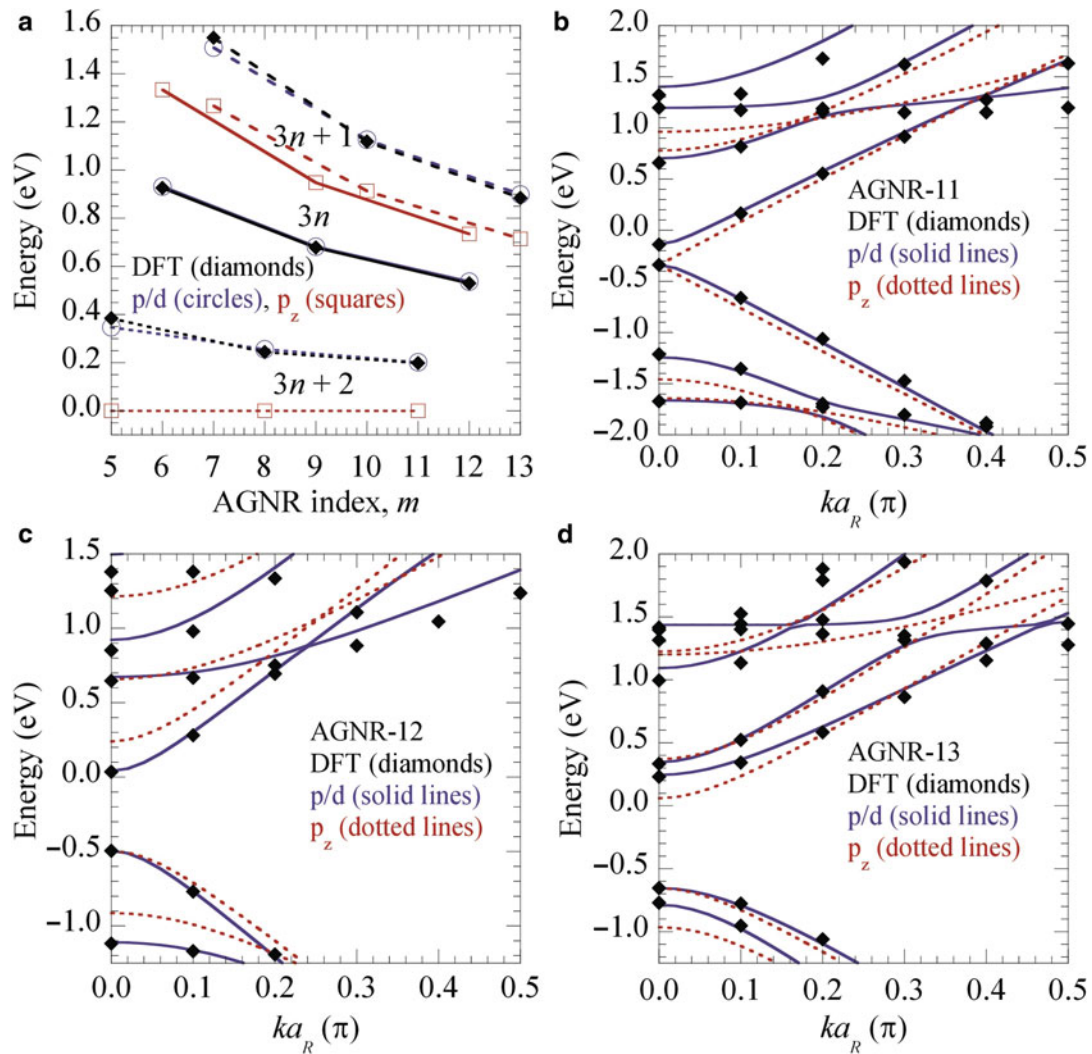 a
1.6
1.4
1.2
1.0
0.8
0.6
0.4
0.2
0.0
Energy (eV)
3n + 1
3n
DFT (diamonds)
p/d (circles), p_z (squares)
3n + 2
5 6 7 8 9 10 11 12 13
AGNR index, m
b
2.0
1.5
1.0
0.5
0.0
−0.5
−1.0
−1.5
−2.0
Energy (eV)
AGNR-11
DFT (diamonds)
p/d (solid lines)
p_z (dotted lines)
0.0 0.1 0.2 0.3 0.4 0.5
ka_R (π)
c
1.5
1.0
0.5
0.0
−0.5
−1.0
Energy (eV)
AGNR-12
DFT (diamonds)
p/d (solid lines)
p_z (dotted lines)
0.0 0.1 0.2 0.3 0.4 0.5
ka_R (π)
d
2.0
1.5
1.0
0.5
0.0
−0.5
−1.0
Energy (eV)
AGNR-13
DFT (diamonds)
p/d (solid lines)
p_z (dotted lines)
0.0 0.1 0.2 0.3 0.4 0.5
ka_R (π)